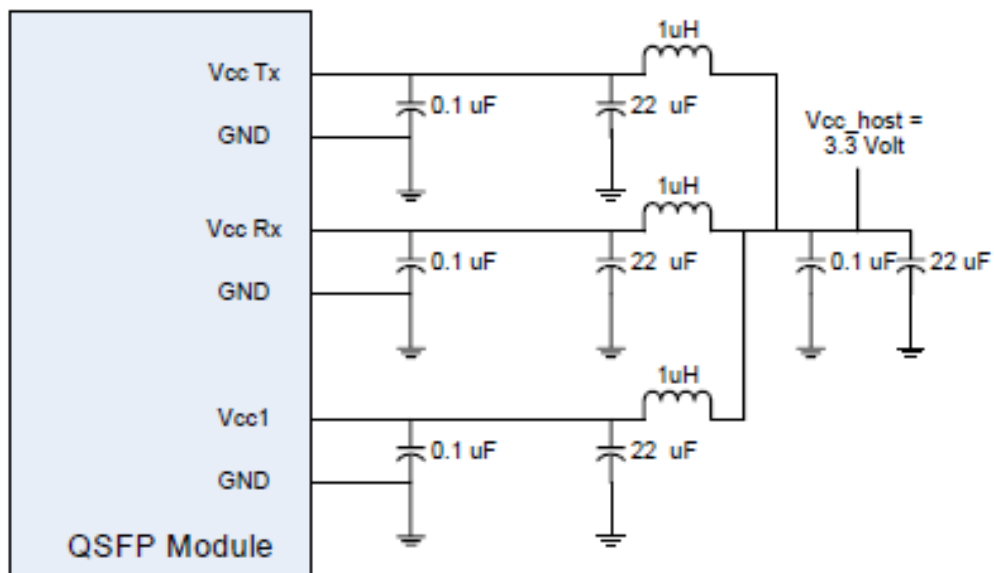 1uH
Vcc Tx
0.1 uF
22 uF
GND
Vcc_host =
3.3 Volt
1uH
Vcc Rx
0.1 uF
22 uF
0.1 uF
22 uF
GND
1uH
Vcc1
0.1 uF
22 uF
GND
QSFP Module